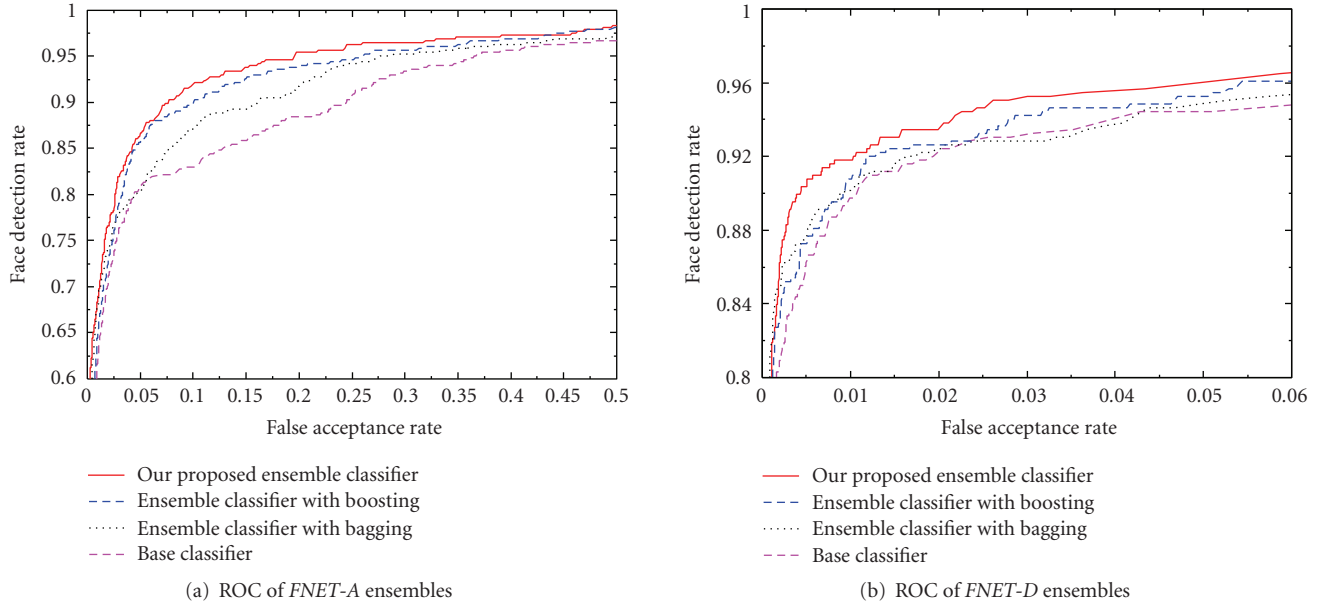 1
0.95
0.9
0.85
0.8
0.75
0.7
0.65
0.6
Face detection rate
0 0.05 0.1 0.15 0.2 0.25 0.3 0.35 0.4 0.45 0.5
False acceptance rate
Our proposed ensemble classifier
Ensemble classifier with boosting
Ensemble classifier with bagging
Base classifier
(a) ROC of FNET-A ensembles
1
0.96
0.92
0.88
0.84
0.8
Face detection rate
0 0.01 0.02 0.03 0.04 0.05 0.06
False acceptance rate
Our proposed ensemble classifier
Ensemble classifier with boosting
Ensemble classifier with bagging
Base classifier
(b) ROC of FNET-D ensembles